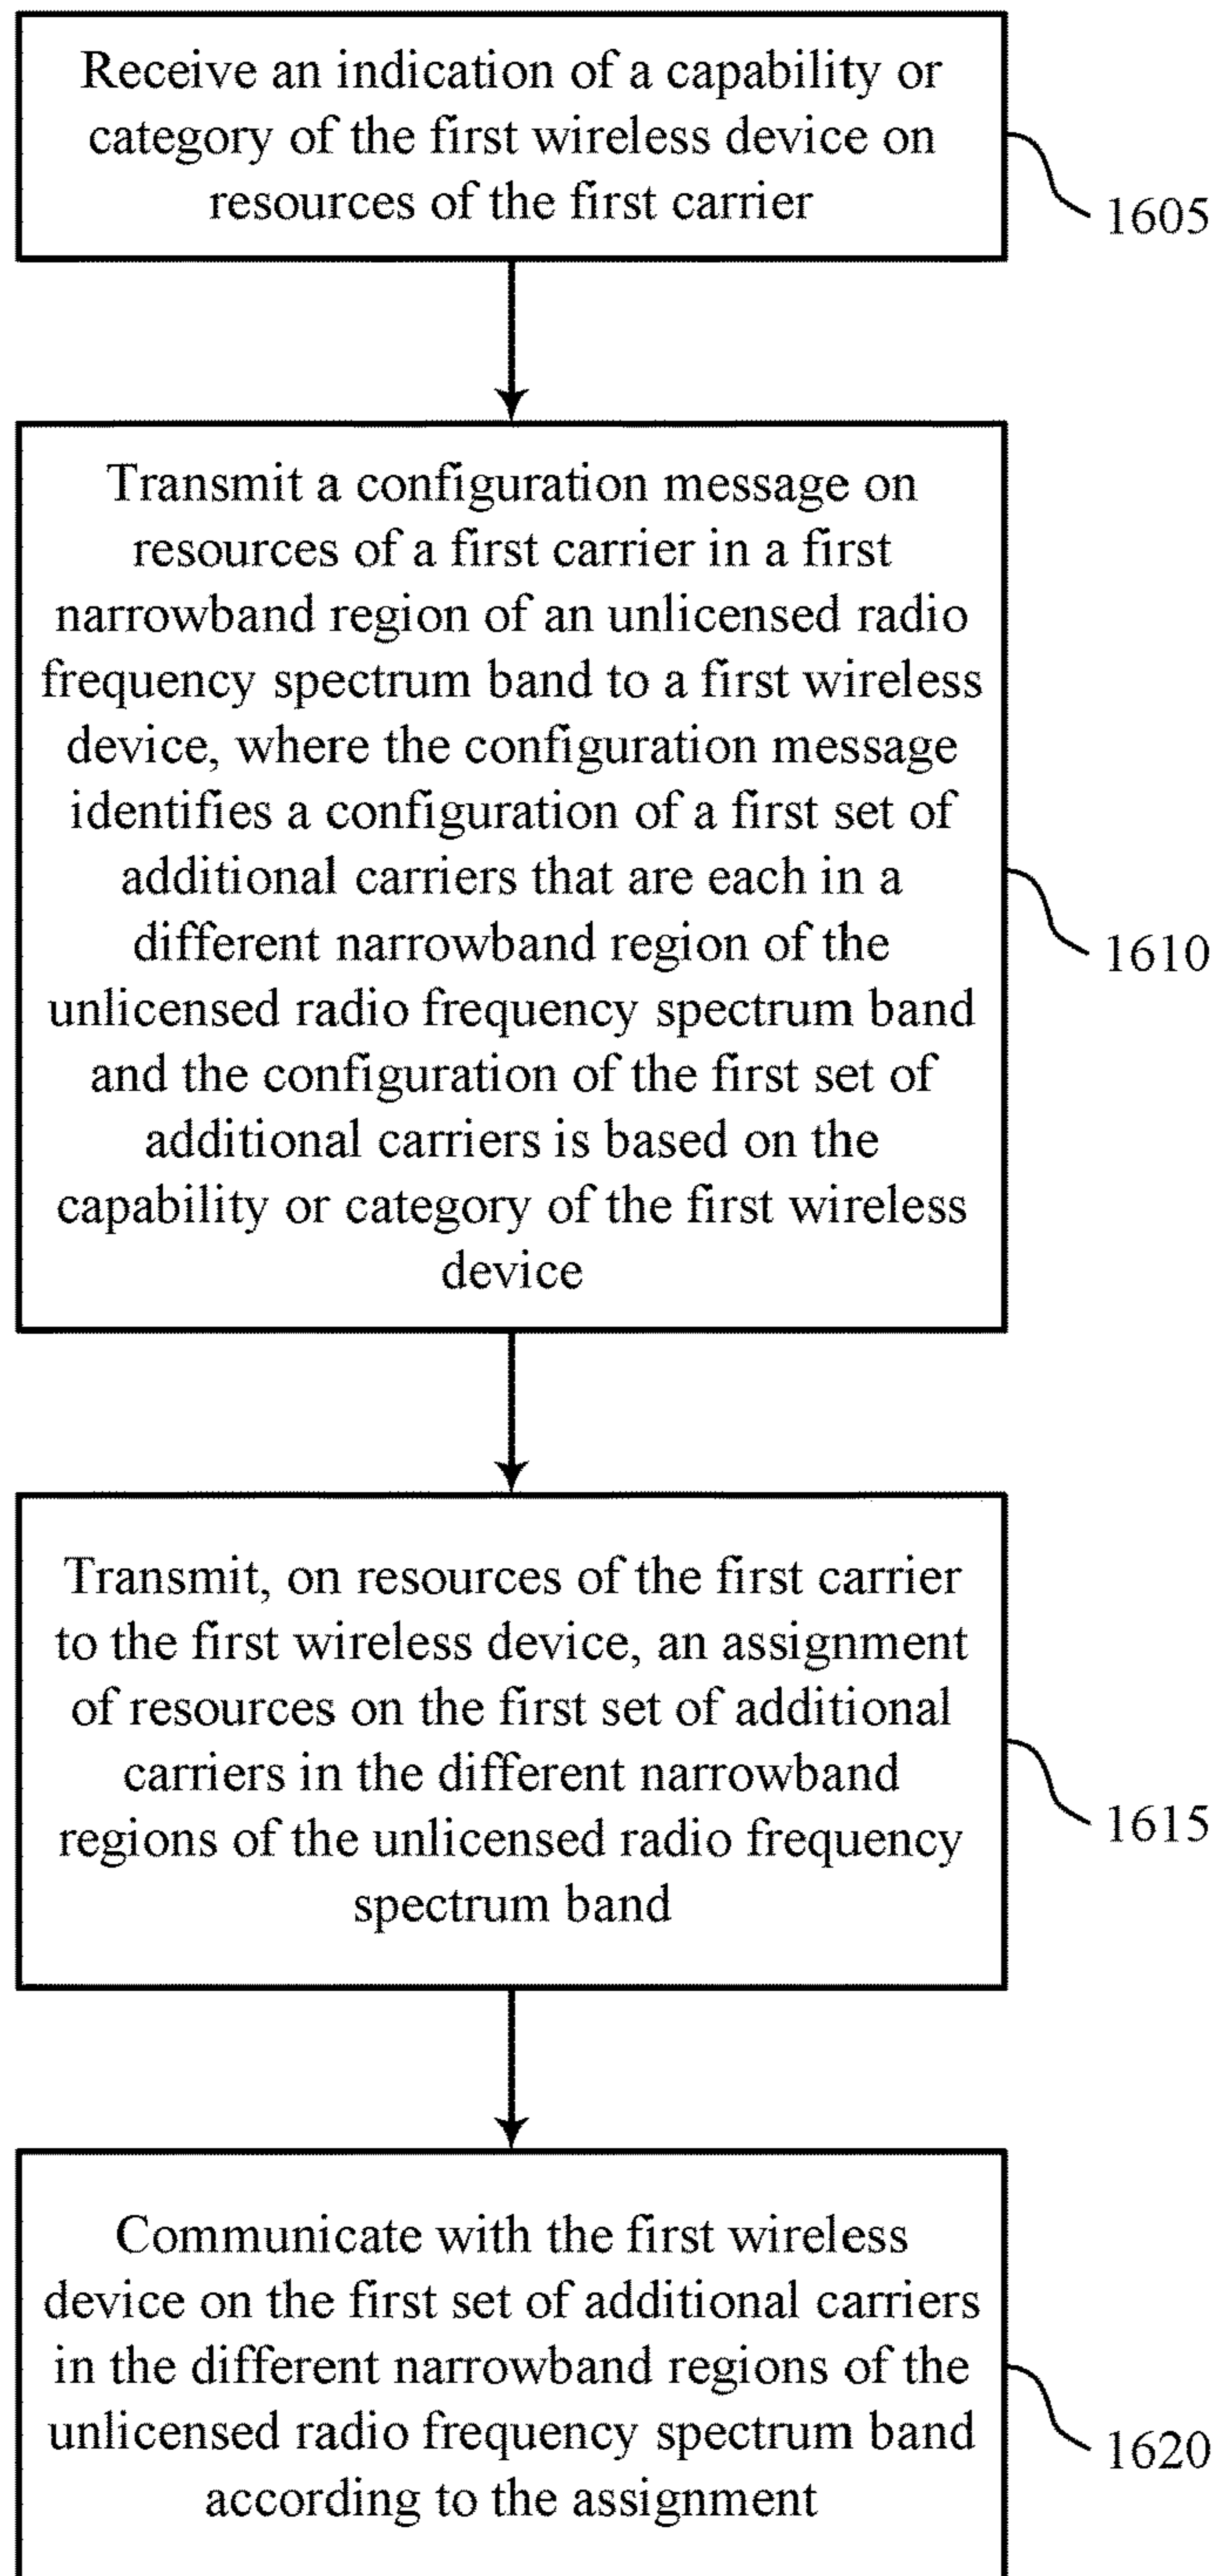 Receive an indication of a capability or
category of the first wireless device on
resources of the first carrier
1605
Transmit a configuration message on
resources of a first carrier in a first
narrowband region of an unlicensed radio
frequency spectrum band to a first wireless
device, where the configuration message
identifies a configuration of a first set of
additional carriers that are each in a
different narrowband region of the
unlicensed radio frequency spectrum band
and the configuration of the first set of
additional carriers is based on the
capability or category of the first wireless
device
1610
Transmit, on resources of the first carrier
to the first wireless device, an assignment
of resources on the first set of additional
carriers in the different narrowband
regions of the unlicensed radio frequency
spectrum band
1615
Communicate with the first wireless
device on the first set of additional carriers
in the different narrowband regions of the
unlicensed radio frequency spectrum band
according to the assignment
1620